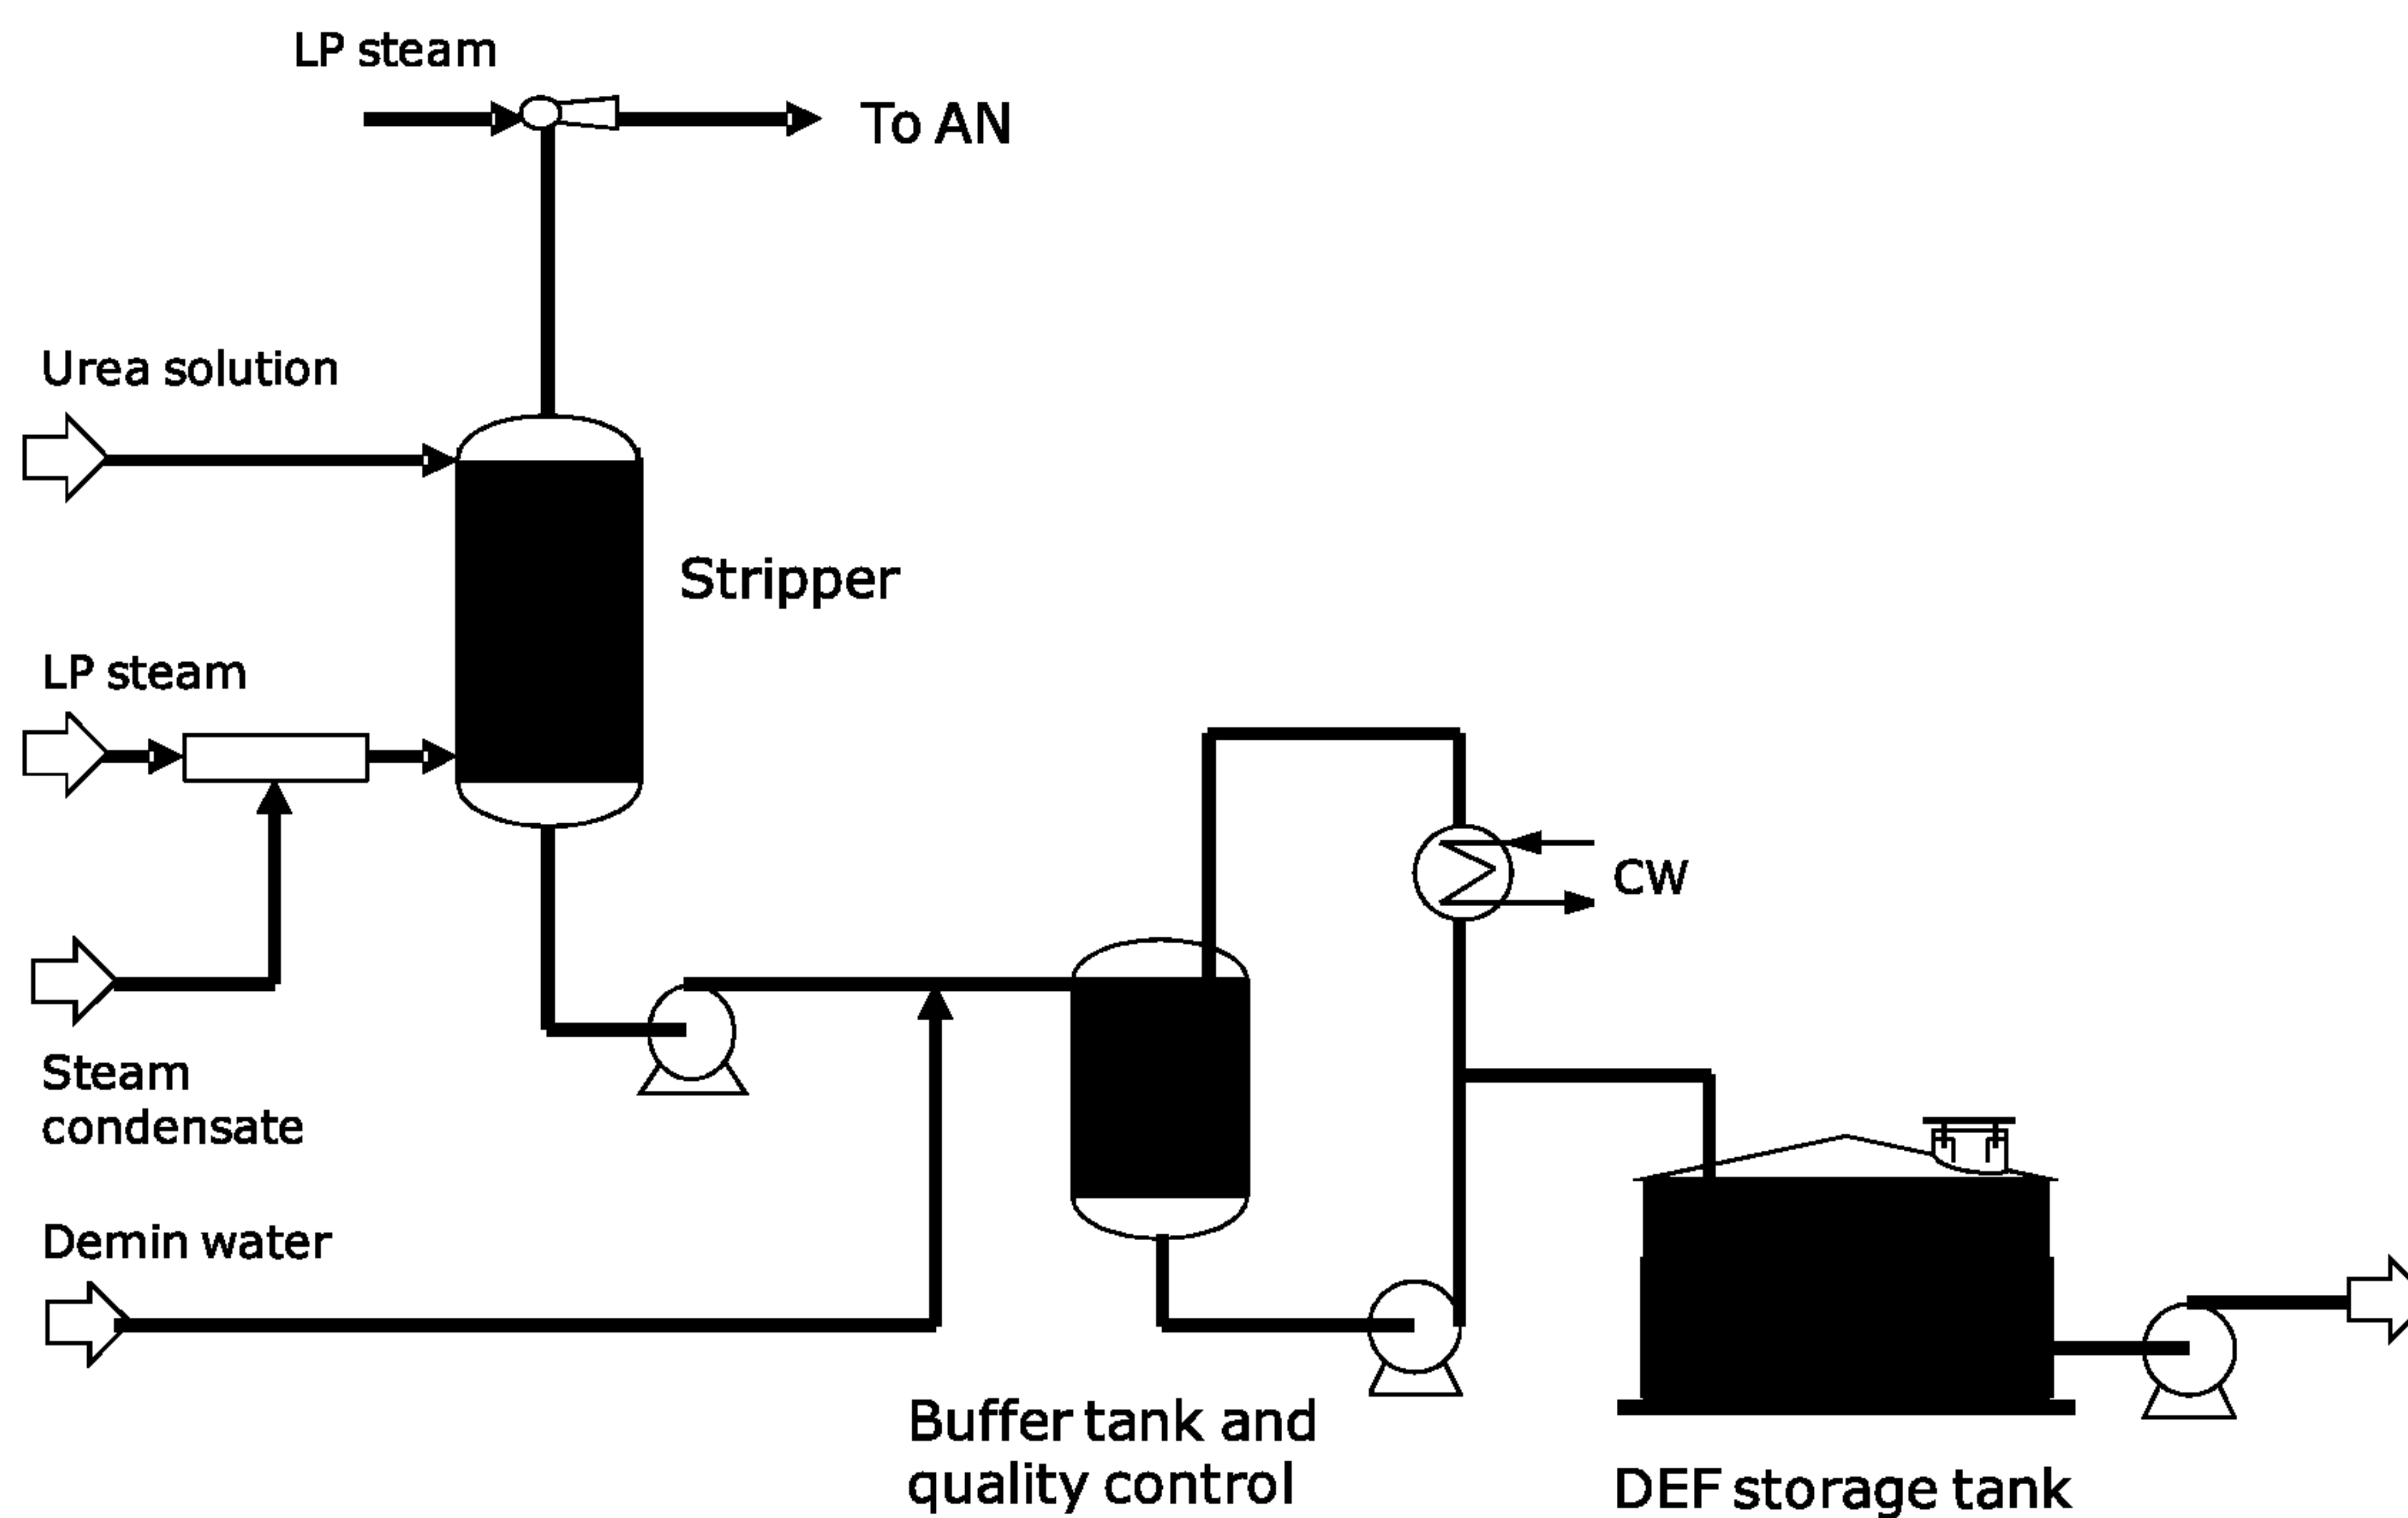 LP steam
To AN
Urea solution
Stripper
LP steam
CW
Steam
condensate
Demin water
Buffer tank and
quality control
DEF storage tank